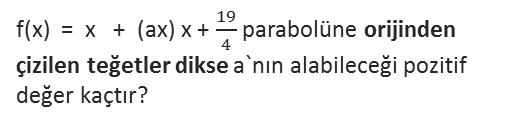 f(x) = x + (ax) x + 19/4 parabolüne orijinden
çizilen teğetler dikse a`nın alabileceği pozitif
değer kaçtır?